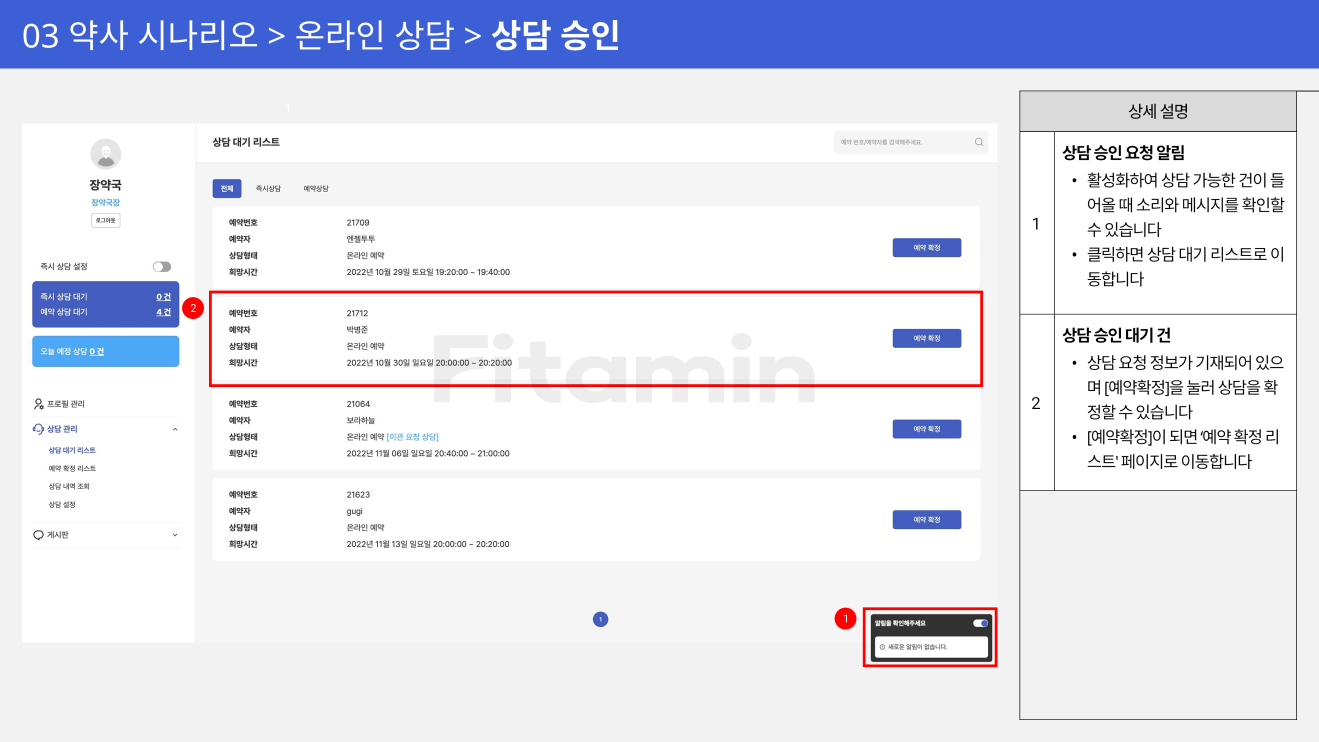 03 약사 시나리오 > 온라인 상담 > 상담 승인
1
장약국
장약국장
로그아웃
즉시 상담 설정
즉시 상담 대기 0 건
예약 상담 대기 4 건
오늘 예정 상담 0 건
프로필 관리
상담 관리
상담 대기 리스트
예약 확정 리스트
상담 내역 조회
상담 설정
게시판
상담 대기 리스트
예약 번호/예약자를 검색해주세요.
전체 즉시상담 예약상담
예약번호 21709
예약자 엔젤투투
상담형태 온라인 예약
희망시간 2022년 10월 29일 토요일 19:20:00 ~ 19:40:00
예약 확정
2
예약번호 21712
예약자 박병준
상담형태 온라인 예약
희망시간 2022년 10월 30일 일요일 20:00:00 ~ 20:20:00
예약 확정
Fitamin
예약번호 21064
예약자 보라하늘
상담형태 온라인 예약 [이관 요청 상담]
희망시간 2022년 11월 06일 일요일 20:40:00 ~ 21:00:00
예약 확정
예약번호 21623
예약자 gugi
상담형태 온라인 예약
희망시간 2022년 11월 13일 일요일 20:00:00 ~ 20:20:00
예약 확정
1
1
알림을 확인해주세요
새로운 알림이 없습니다.
상세 설명
1
상담 승인 요청 알림
• 활성화하여 상담 가능한 건이 들
어올 때 소리와 메시지를 확인할
수 있습니다
• 클릭하면 상담 대기 리스트로 이
동합니다
2
상담 승인 대기 건
• 상담 요청 정보가 기재되어 있으
며 [예약확정]을 눌러 상담을 확
정할 수 있습니다
• [예약확정]이 되면 ‘예약 확정 리
스트' 페이지로 이동합니다